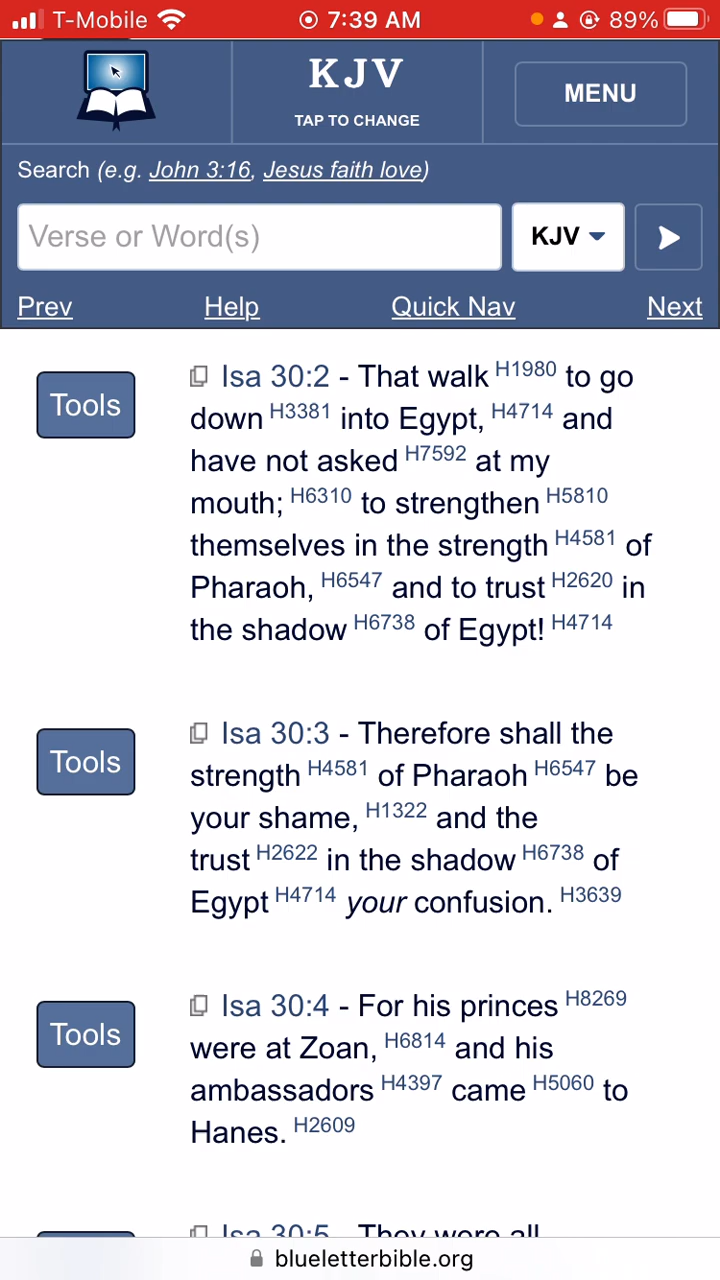 T-Mobile 7:39 AM 89%
KJV
TAP TO CHANGE
MENU
Search (e.g. John 3:16, Jesus faith love)
Verse or Word(s) KJV
Prev Help Quick Nav Next
Tools
Isa 30:2 - That walk H1980 to go
down H3381 into Egypt, H4714 and
have not asked H7592 at my
mouth; H6310 to strengthen H5810
themselves in the strength H4581 of
Pharaoh, H6547 and to trust H2620 in
the shadow H6738 of Egypt! H4714
Tools
Isa 30:3 - Therefore shall the
strength H4581 of Pharaoh H6547 be
your shame, H1322 and the
trust H2622 in the shadow H6738 of
Egypt H4714 your confusion. H3639
Tools
Isa 30:4 - For his princes H8269
were at Zoan, H6814 and his
ambassadors H4397 came H5060 to
Hanes. H2609
Isa 30:5 - They were all
blueletterbible.org